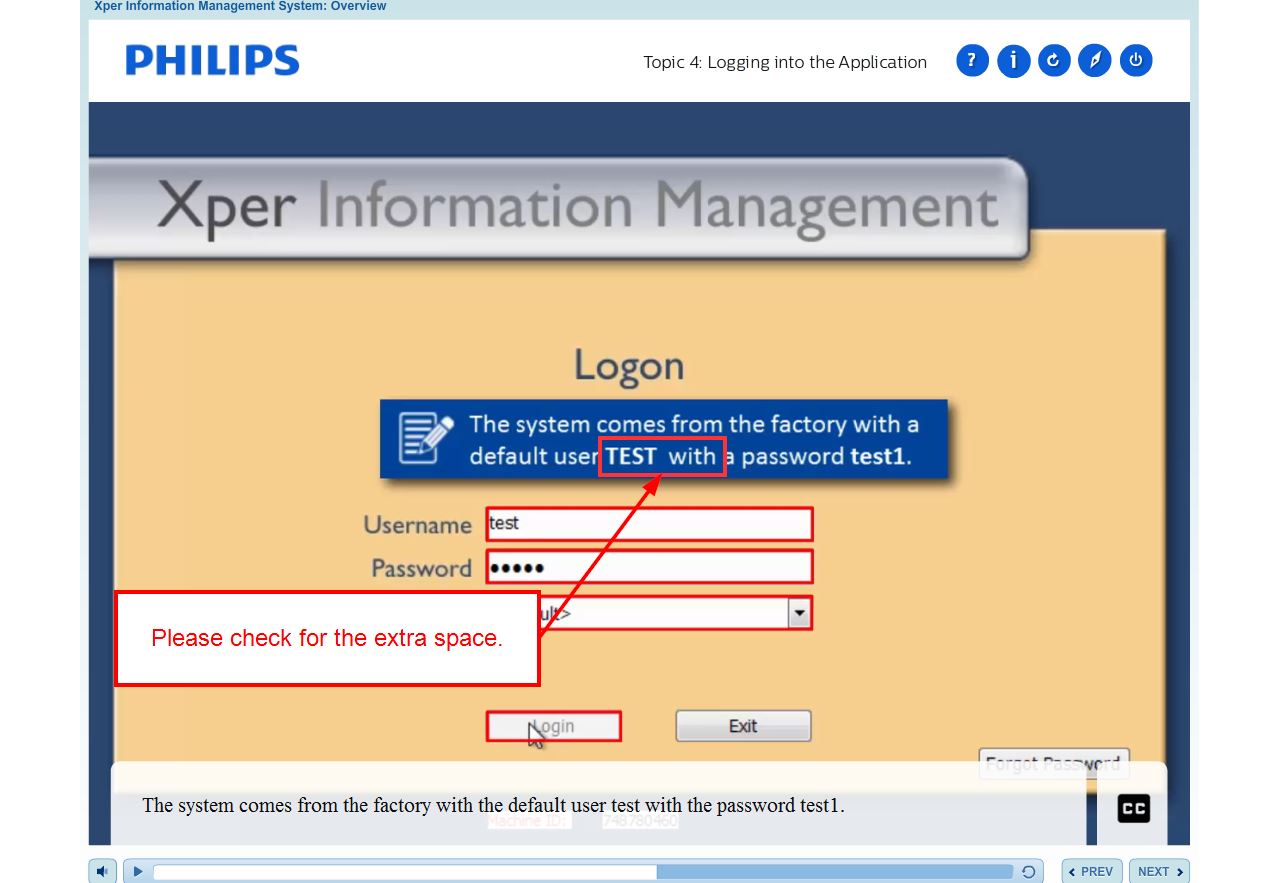 Xper Information Management System: Overview
PHILIPS
Topic 4: Logging into the Application
Xper Information Management
Logon
The system comes from the factory with a
default user TEST  with a password test1.
Username test
Password •••••
ult>
Please check for the extra space.
Login
Exit
Forgot Password
The system comes from the factory with the default user test with the password test1.
CC
Machine ID: 748780460
PREV
NEXT